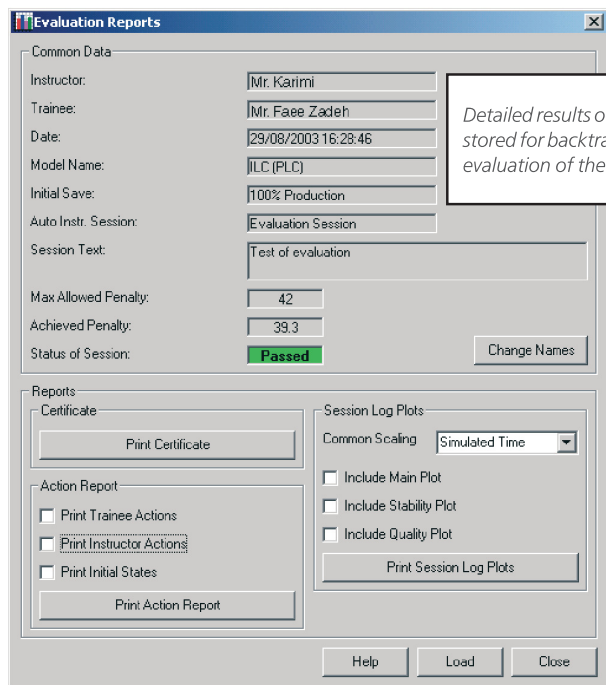 Evaluation Reports
Common Data
Instructor: Mr. Karimi
Trainee: Mr. Faee Zadeh
Date: 29/08/2003 16:28:46
Model Name: ILC (PLC)
Initial Save: 100% Production
Auto Instr. Session: Evaluation Session
Session Text: Test of evaluation
Detailed results o
stored for backtra
evaluation of the
Max Allowed Penalty: 42
Achieved Penalty: 39.3
Status of Session: Passed
Change Names
Reports
Certificate
Print Certificate
Action Report
Print Trainee Actions
Print Instructor Actions
Print Initial States
Print Action Report
Session Log Plots
Common Scaling Simulated Time
Include Main Plot
Include Stability Plot
Include Quality Plot
Print Session Log Plots
Help
Load
Close